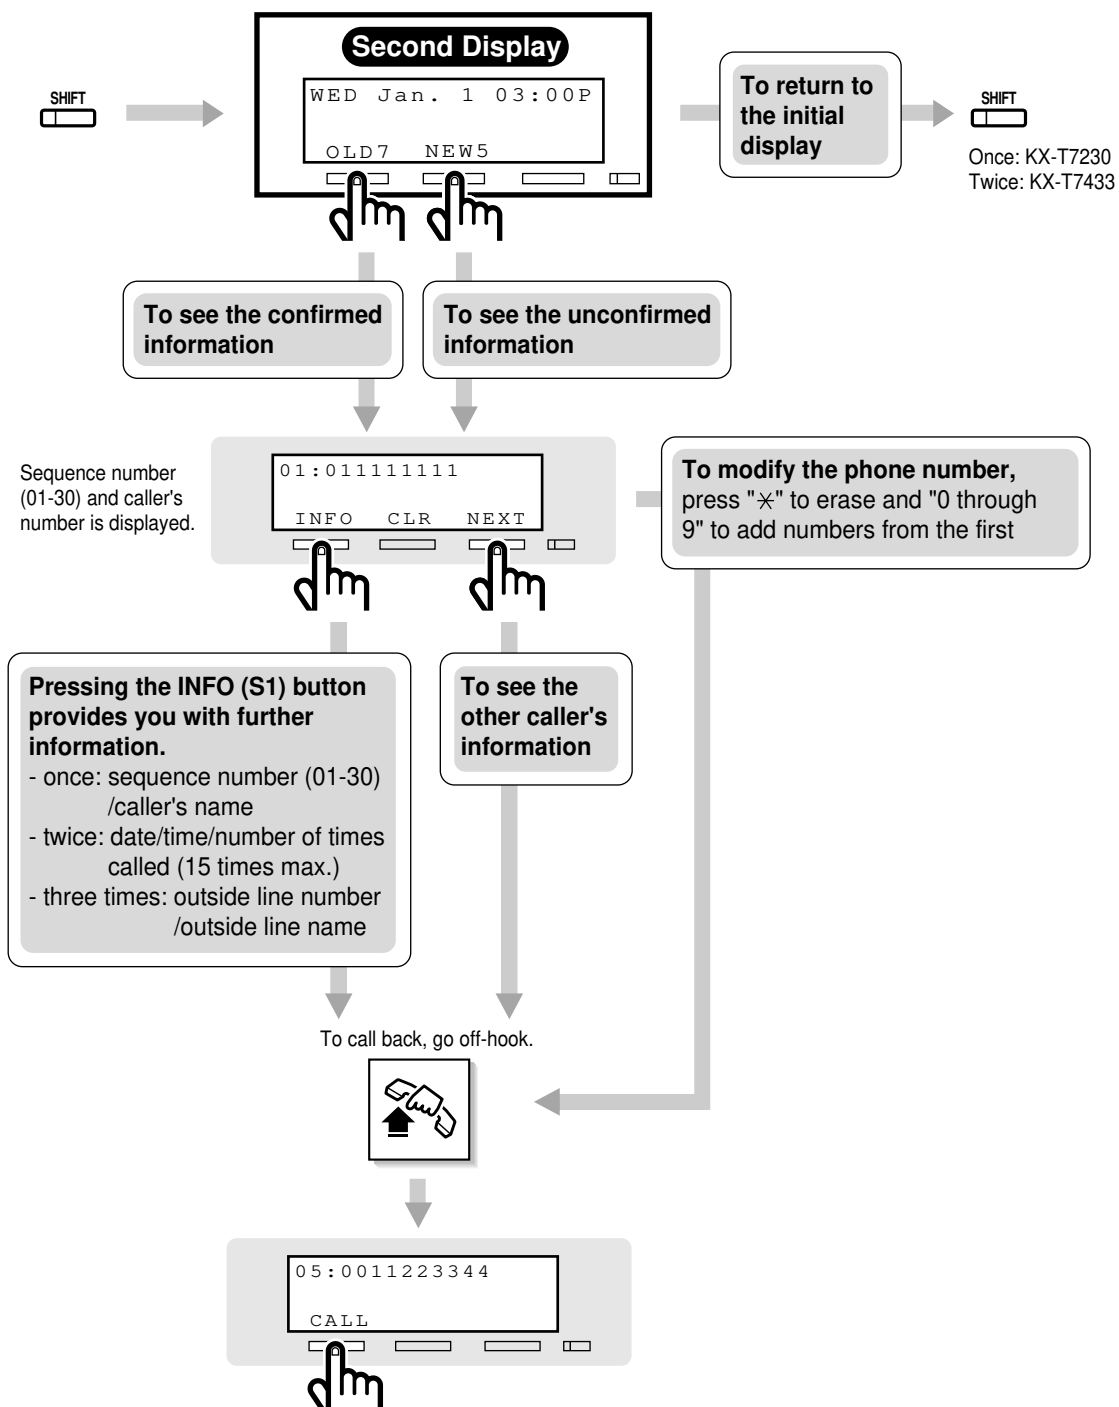 Second Display
SHIFT
WED Jan. 1 03:00P
OLD7 NEW5
To return to
the initial
display
SHIFT
Once: KX-T7230
Twice: KX-T7433
To see the confirmed
information
To see the unconfirmed
information
Sequence number
(01-30) and caller's
number is displayed.
01:011111111
INFO CLR NEXT
To modify the phone number,
press "✳" to erase and "0 through
9" to add numbers from the first
Pressing the INFO (S1) button
provides you with further
information.
- once: sequence number (01-30)
/caller's name
- twice: date/time/number of times
called (15 times max.)
- three times: outside line number
/outside line name
To see the
other caller's
information
To call back, go off-hook.
05:0011223344
CALL